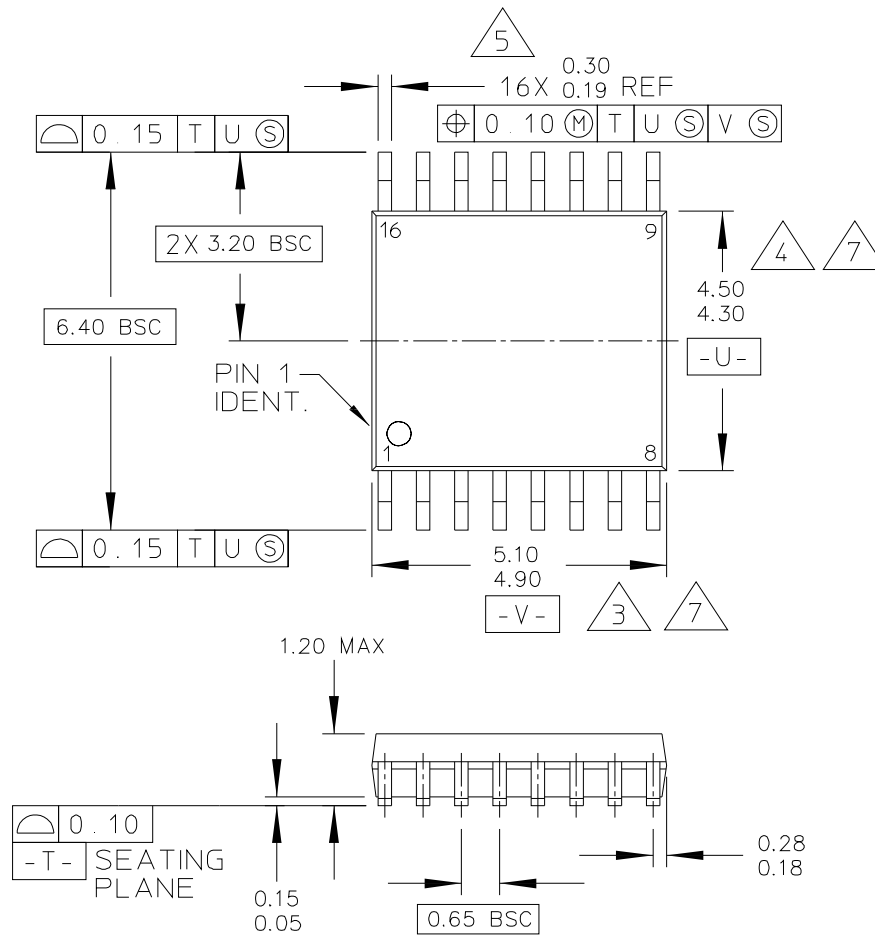 5
16X 0.30 0.19 REF
⌓ 0.15 T U Ⓢ
⌖ 0.10 Ⓜ T U Ⓢ V Ⓢ
16
9
2X 3.20 BSC
4 7
4.50
4.30
6.40 BSC
-U-
PIN 1
IDENT.
1
8
⌓ 0.15 T U Ⓢ
5.10
4.90
-V-
3 7
1.20 MAX
⌓ 0.10
-T- SEATING
PLANE
0.15
0.05
0.65 BSC
0.28
0.18